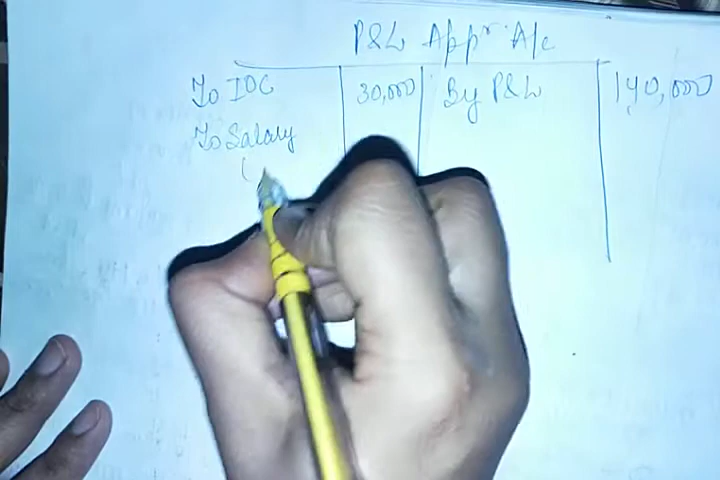 P&L Appr A/c
To IOC 30,000 By P&L 140,000
To Salary
(